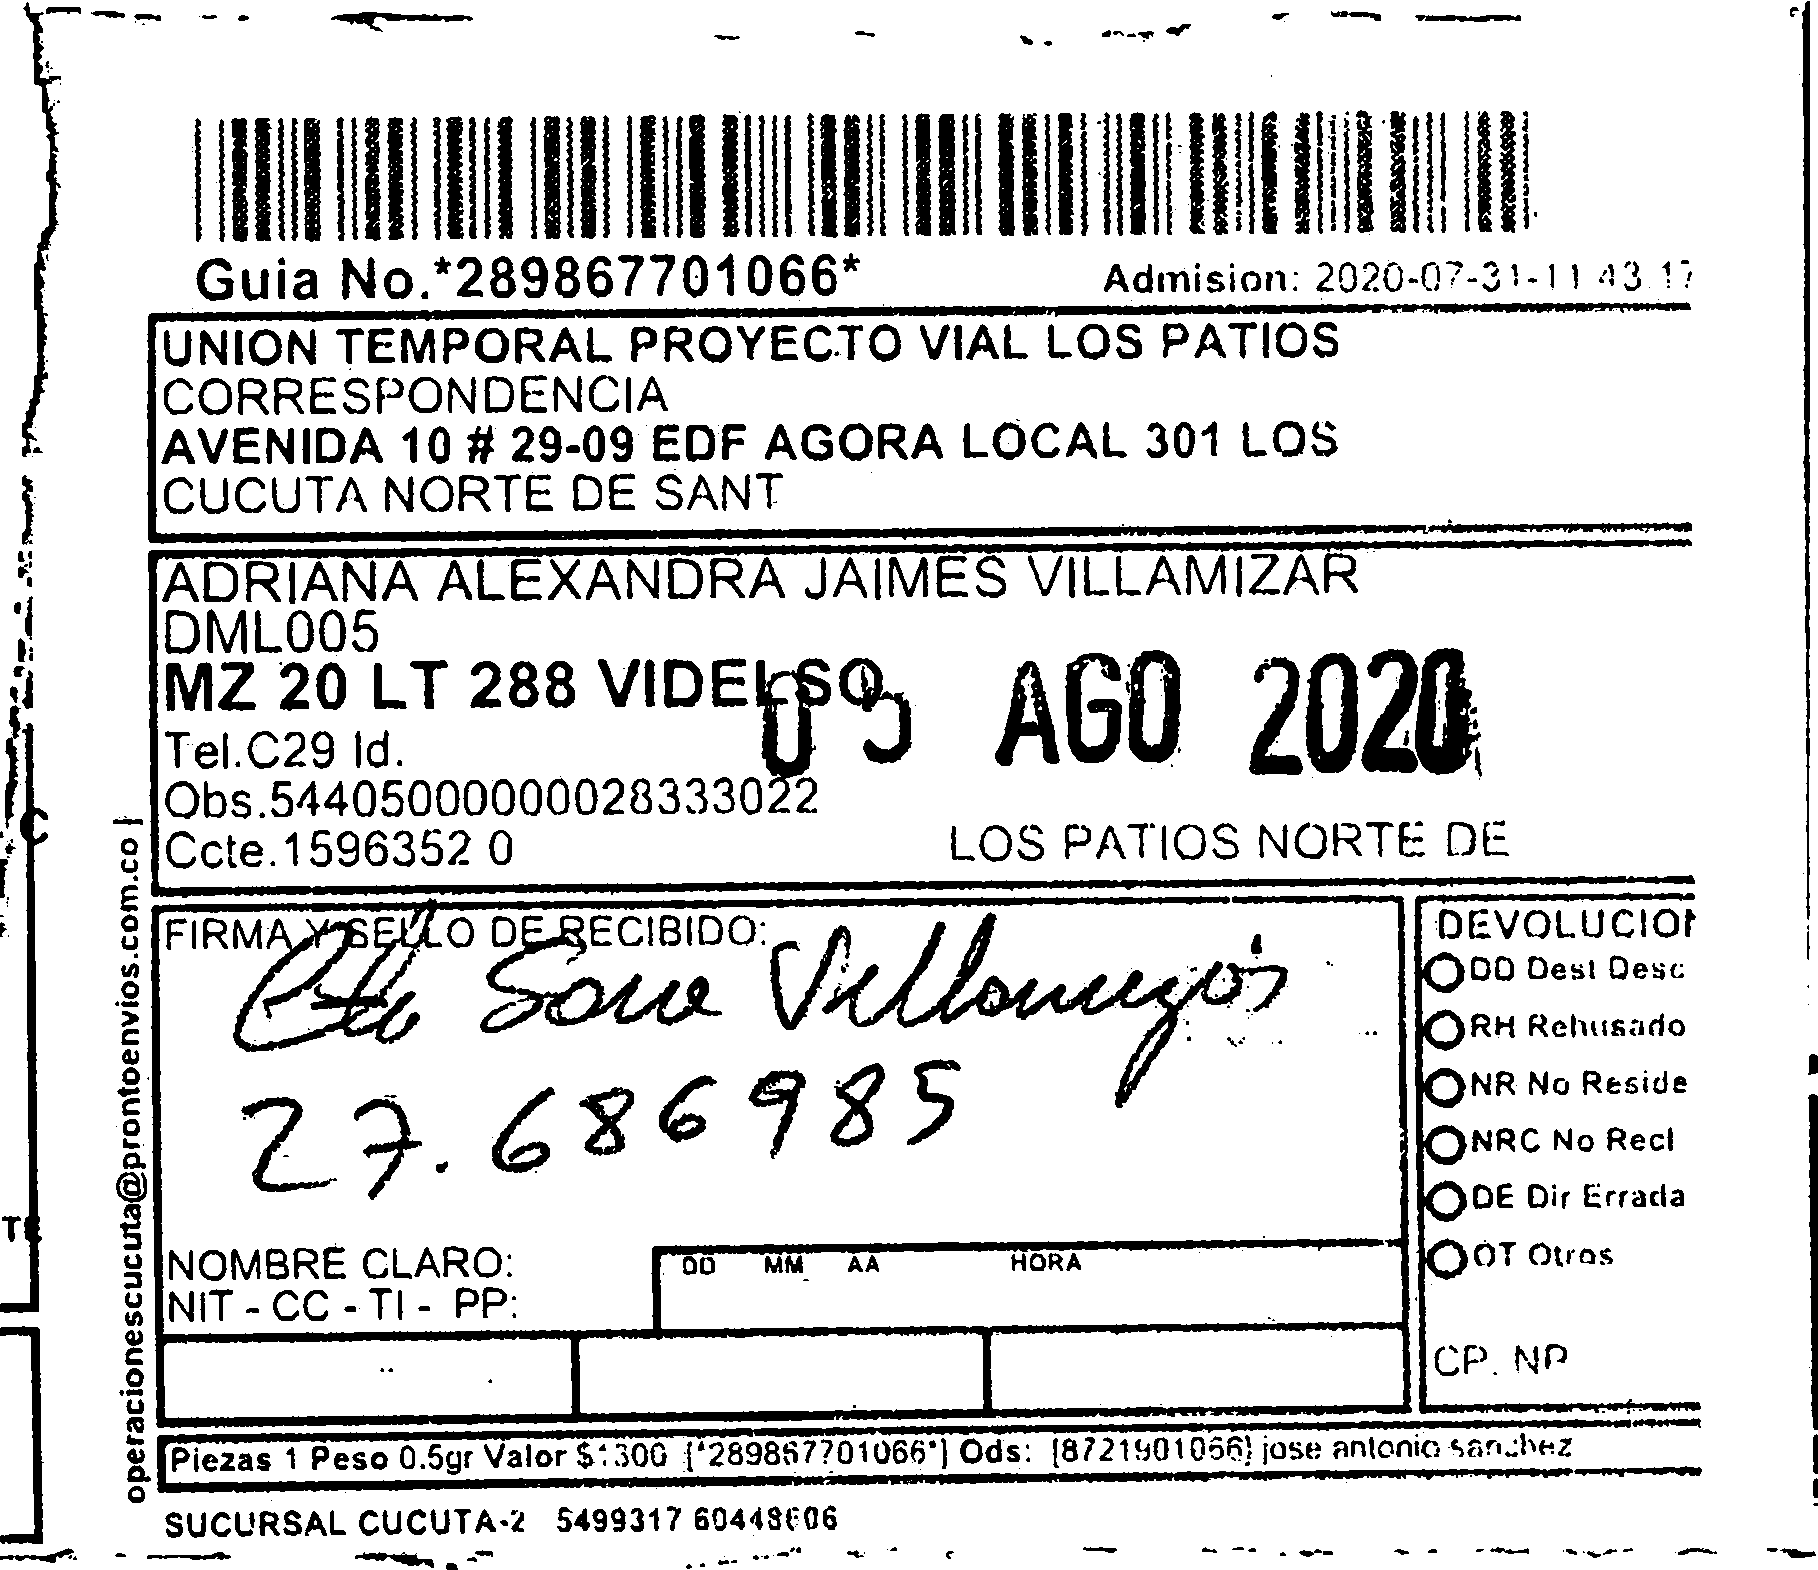 Guia No.*289867701066*
Admision: 2020-07-31-11 43 17
UNION TEMPORAL PROYECTO VIAL LOS PATIOS
CORRESPONDENCIA
AVENIDA 10 # 29-09 EDF AGORA LOCAL 301 LOS
CUCUTA NORTE DE SANT
ADRIANA ALEXANDRA JAIMES VILLAMIZAR
DML005
MZ 20 LT 288 VIDELSO
AGO 2020
Tel.C29 Id.
Obs.544050000000028333022
Ccte.1596352 0
LOS PATIOS NORTE DE
FIRMA Y SELLO DE RECIBIDO:
27.686985
NOMBRE CLARO:
NIT - CC - TI - PP:
DD MM AA HORA
DEVOLUCION
DD Dest Desc
RH Rehusado
NR No Reside
NRC No Recl
DE Dir Errada
OT Otros
CP. NP
Piezas 1 Peso 0.5gr Valor $1300 {*289867701066*} Ods: {8721901066} jose antonio sanchez
SUCURSAL CUCUTA-2 5499317 60448606
operacionescucuta@prontoenvios.com.co |